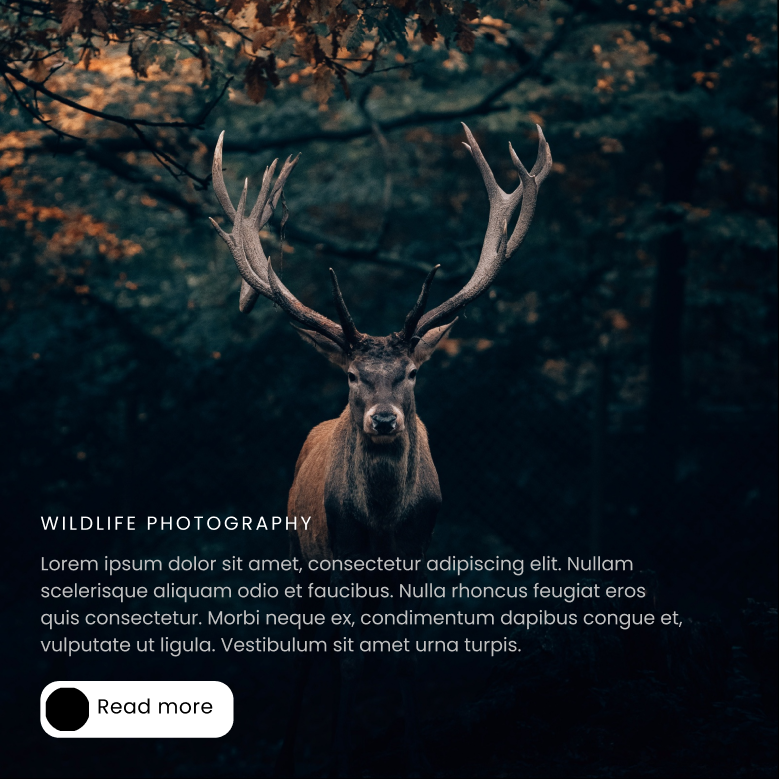 WILDLIFE PHOTOGRAPHY
Lorem ipsum dolor sit amet, consectetur adipiscing elit. Nullam
scelerisque aliquam odio et faucibus. Nulla rhoncus feugiat eros
quis consectetur. Morbi neque ex, condimentum dapibus congue et,
vulputate ut ligula. Vestibulum sit amet urna turpis.
Read more